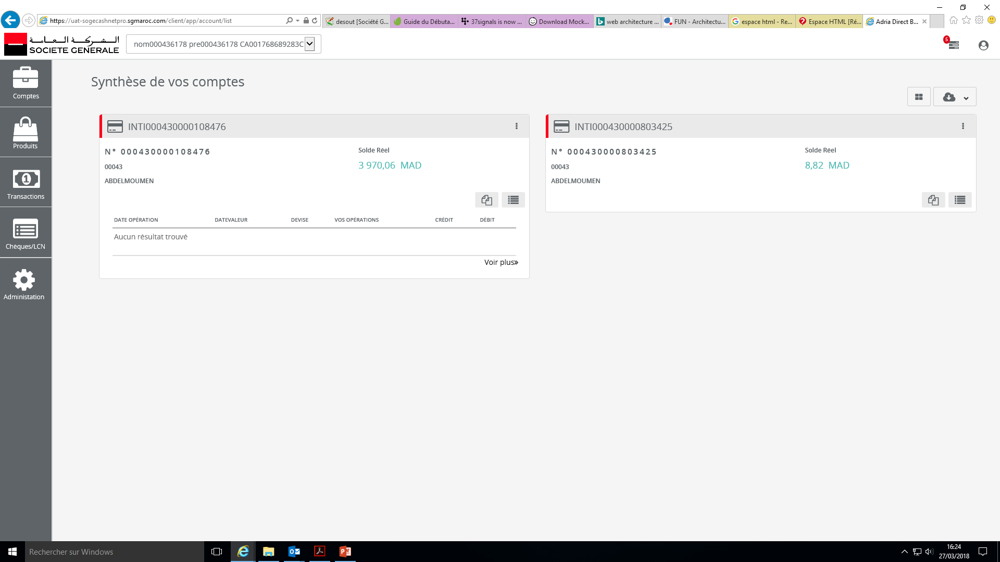 https://uat-sogecashnetpro.sgmaroc.com/client/app/account/list
desout [Société G...
Guide du Débuta...
37signals is now ...
Download Mock...
web architecture ...
FUN - Architectu...
espace html - Re...
Espace HTML [Ré...
Adria Direct B...
الشركة العامة
SOCIETE GENERALE
nom000436178 pre000436178 CA001768689283C
5
Comptes
Produits
1
Transactions
Chèques/LCN
Administation
Synthèse de vos comptes
INTI000430000108476
N° 000430000108476
Solde Réel
00043
3 970,06 MAD
ABDELMOUMEN
DATE OPÉRATION DATEVALEUR DEVISE VOS OPÉRATIONS CRÉDIT DÉBIT
Aucun résultat trouvé
Voir plus»
INTI000430000803425
N° 000430000803425
Solde Réel
00043
8,82 MAD
ABDELMOUMEN
Rechercher sur Windows
16:24
27/03/2018